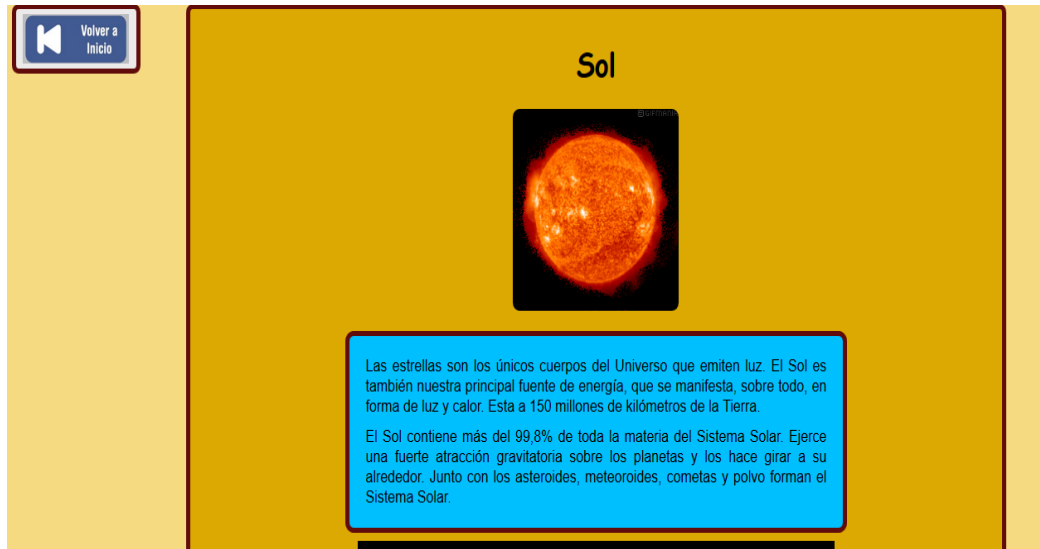 Volver a
Inicio
Sol
Las estrellas son los únicos cuerpos del Universo que emiten luz. El Sol es
también nuestra principal fuente de energía, que se manifesta, sobre todo, en
forma de luz y calor. Esta a 150 millones de kilómetros de la Tierra.
El Sol contiene más del 99,8% de toda la materia del Sistema Solar. Ejerce
una fuerte atracción gravitatoria sobre los planetas y los hace girar a su
alrededor. Junto con los asteroides, meteoroides, cometas y polvo forman el
Sistema Solar.